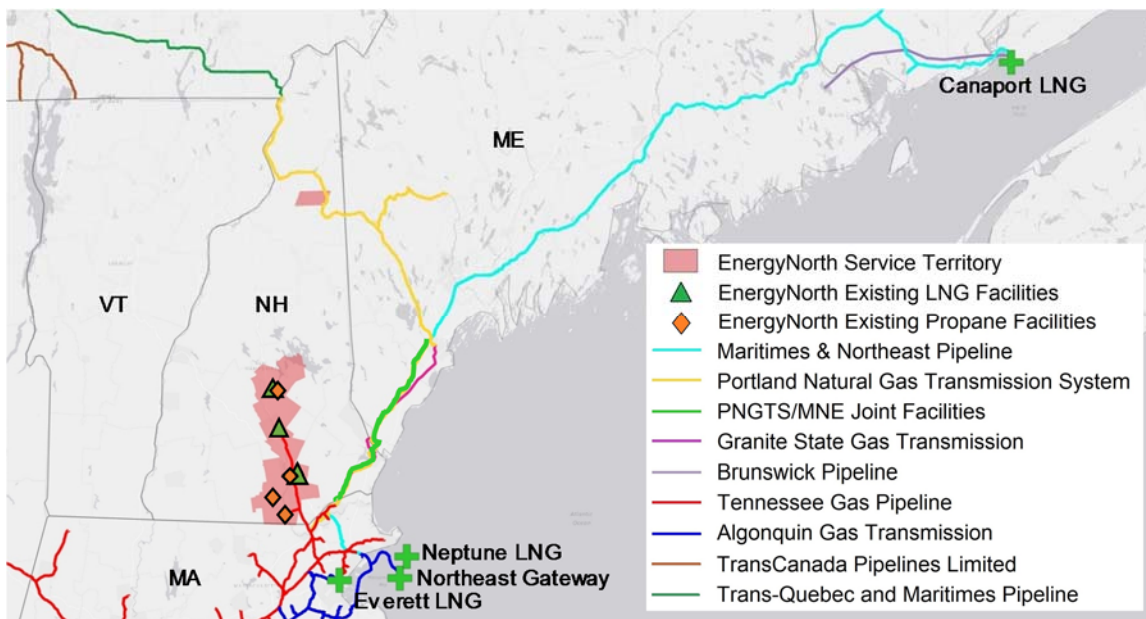 Canaport LNG
ME
VT
NH
MA
Neptune LNG
Northeast Gateway
Everett LNG
EnergyNorth Service Territory
EnergyNorth Existing LNG Facilities
EnergyNorth Existing Propane Facilities
Maritimes & Northeast Pipeline
Portland Natural Gas Transmission System
PNGTS/MNE Joint Facilities
Granite State Gas Transmission
Brunswick Pipeline
Tennessee Gas Pipeline
Algonquin Gas Transmission
TransCanada Pipelines Limited
Trans-Quebec and Maritimes Pipeline